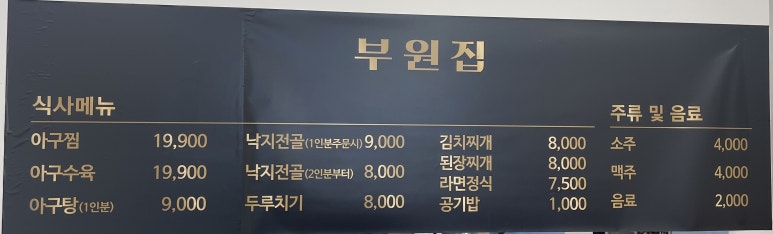 부원집
식사메뉴
아구찜 19,900
아구수육 19,900
아구탕(1인분) 9,000
낙지전골(1인분주문시) 9,000
낙지전골(2인분부터) 8,000
두루치기 8,000
김치찌개 8,000
된장찌개 8,000
라면정식 7,500
공기밥 1,000
주류 및 음료
소주 4,000
맥주 4,000
음료 2,000